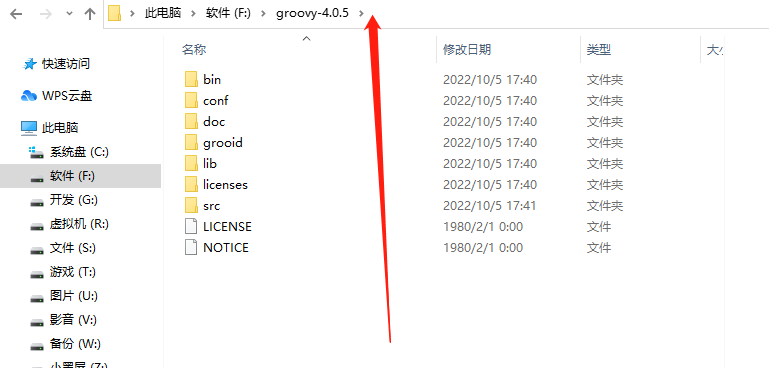 此电脑 > 软件 (F:) > groovy-4.0.5 >
名称 修改日期 类型 大小
快速访问
WPS云盘
此电脑
系统盘 (C:)
软件 (F:)
开发 (G:)
虚拟机 (R:)
文件 (S:)
游戏 (T:)
图片 (U:)
影音 (V:)
备份 (W:)
bin 2022/10/5 17:40 文件夹
conf 2022/10/5 17:40 文件夹
doc 2022/10/5 17:40 文件夹
grooid 2022/10/5 17:40 文件夹
lib 2022/10/5 17:40 文件夹
licenses 2022/10/5 17:40 文件夹
src 2022/10/5 17:41 文件夹
LICENSE 1980/2/1 0:00 文件
NOTICE 1980/2/1 0:00 文件